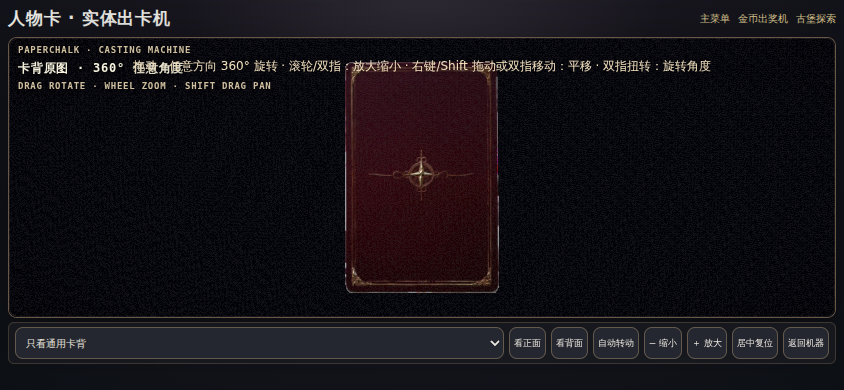 人物卡 · 实体出卡机
主菜单 金币出奖机 古堡探索
PAPERCHALK · CASTING MACHINE
卡背原图 · 360° 任意角度
意方向 360° 旋转 · 滚轮/双指：放大缩小 · 右键/Shift 拖动或双指移动：平移 · 双指扭转：旋转角度
DRAG ROTATE · WHEEL ZOOM · SHIFT DRAG PAN
只看通用卡背
看正面
看背面
自动转动
− 缩小
+ 放大
居中复位
返回机器